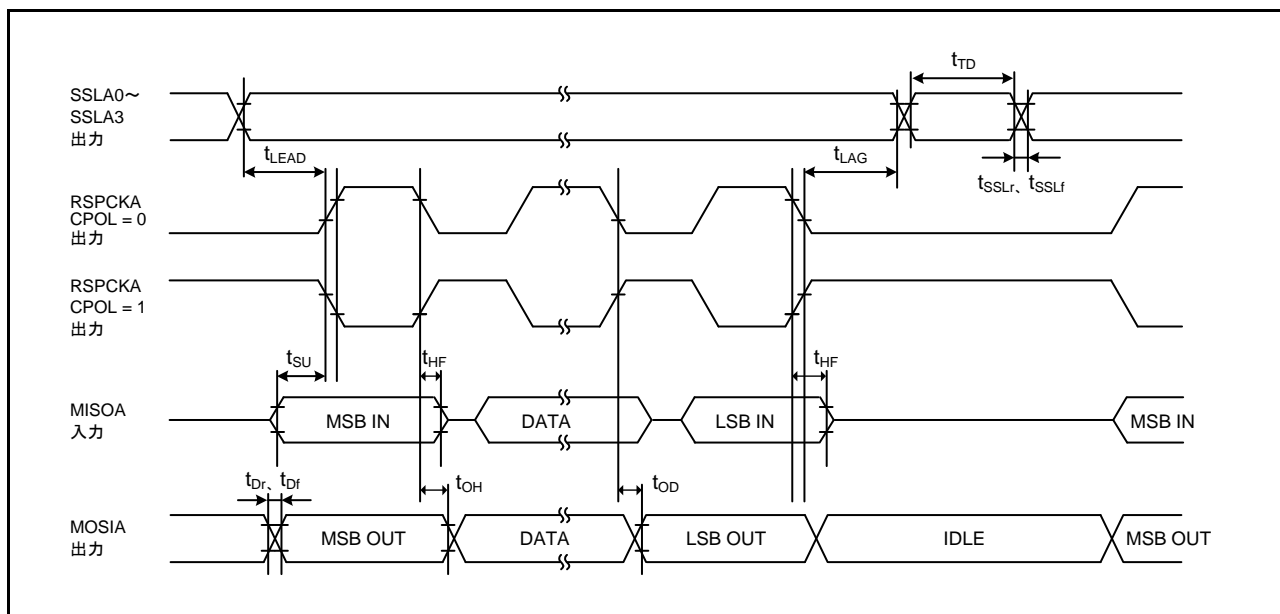 t_TD
SSLA0～
SSLA3
出力
t_LEAD
t_LAG
t_SSLr、t_SSLf
RSPCKA
CPOL = 0
出力
RSPCKA
CPOL = 1
出力
t_SU
t_HF
t_HF
MISOA
入力
MSB IN
DATA
LSB IN
MSB IN
t_Dr、t_Df
t_OH
t_OD
MOSIA
出力
MSB OUT
DATA
LSB OUT
IDLE
MSB OUT